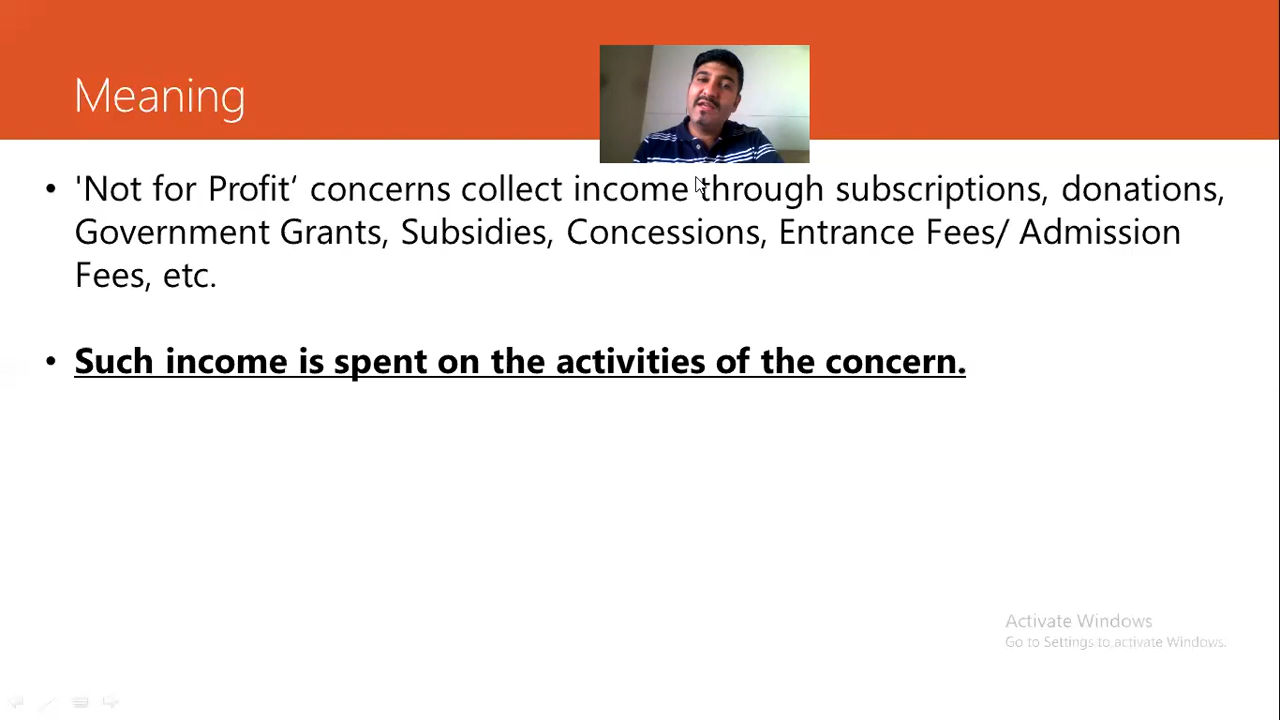 Meaning
• 'Not for Profit‘ concerns collect income through subscriptions, donations,
Government Grants, Subsidies, Concessions, Entrance Fees/ Admission
Fees, etc.
• Such income is spent on the activities of the concern.
Activate Windows
Go to Settings to activate Windows.